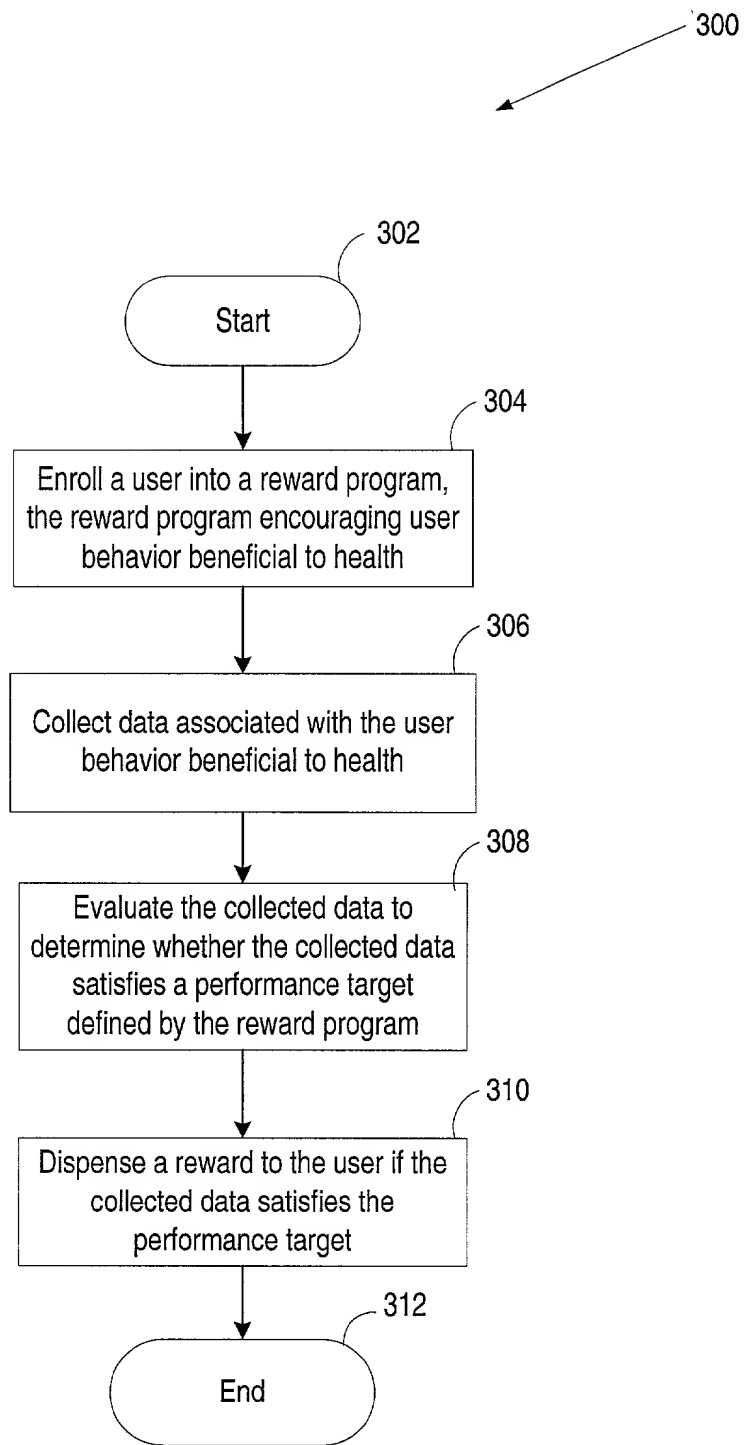 300
302
Start
304
Enroll a user into a reward program,
the reward program encouraging user
behavior beneficial to health
306
Collect data associated with the user
behavior beneficial to health
308
Evaluate the collected data to
determine whether the collected data
satisfies a performance target
defined by the reward program
310
Dispense a reward to the user if the
collected data satisfies the
performance target
312
End